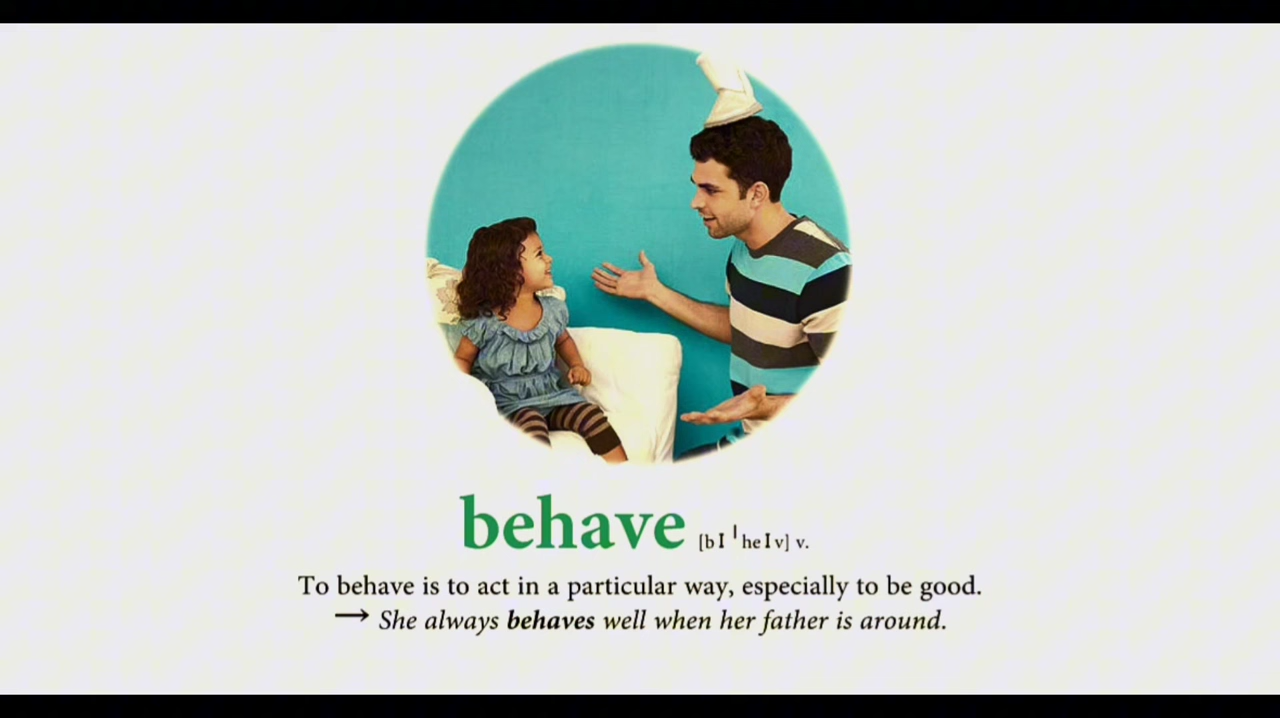 behave [bIˈheIv] v.
To behave is to act in a particular way, especially to be good.
→ She always behaves well when her father is around.